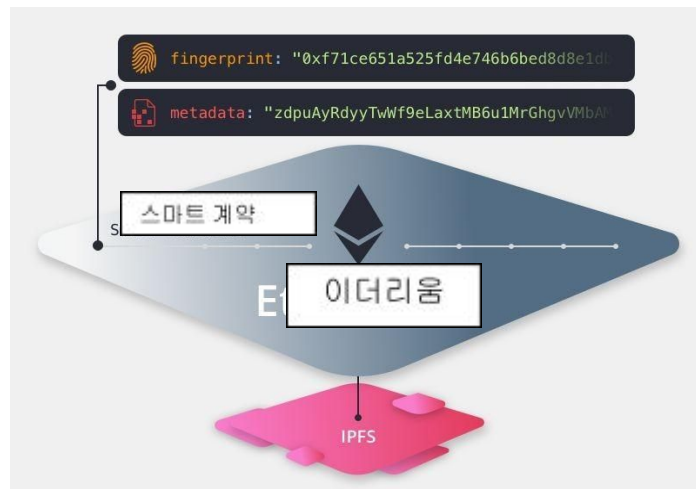 fingerprint: "0xf71ce651a525fd4e746b6bed8d8e1d
metadata: "zdpuAyRdyyTwWf9eLaxtMB6u1MrGhgvVMbA
스마트 계약
이더리움
IPFS